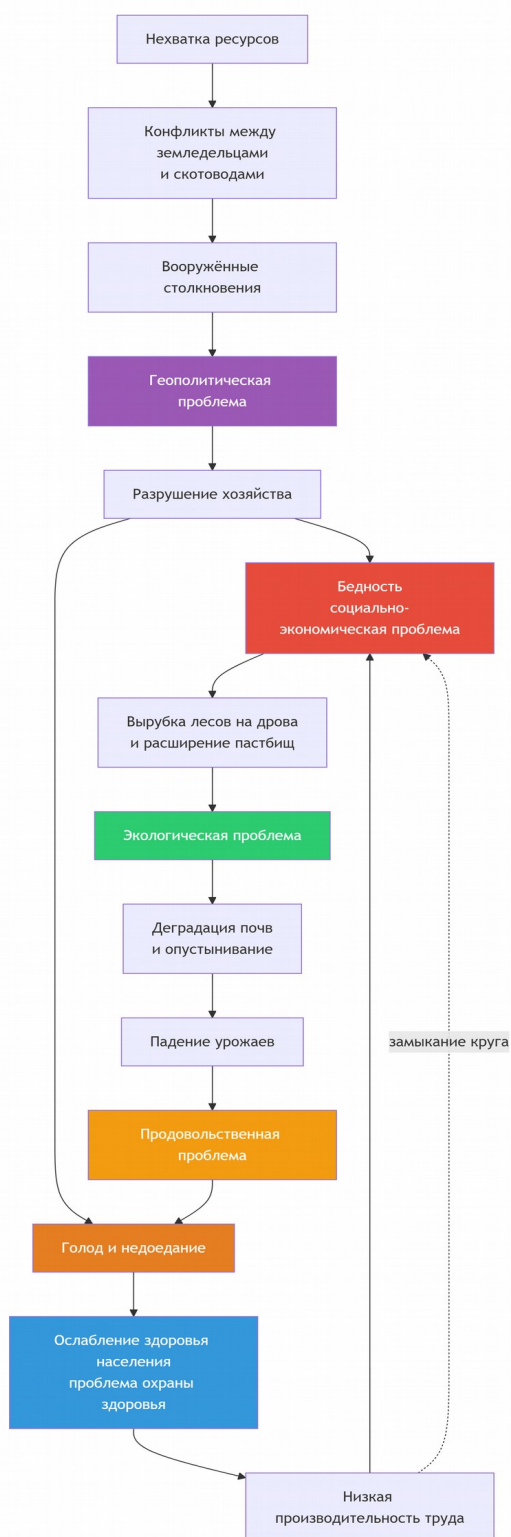 Нехватка ресурсов
Конфликты между
земледельцами
и скотоводами
Вооружённые
столкновения
Геополитическая
проблема
Разрушение хозяйства
Бедность
социально-
экономическая проблема
Вырубка лесов на дрова
и расширение пастбищ
Экологическая проблема
Деградация почв
и опустынивание
Падение урожаев
замыкание круга
Продовольственная
проблема
Голод и недоедание
Ослабление здоровья
населения
проблема охраны
здоровья
Низкая
производительность труда